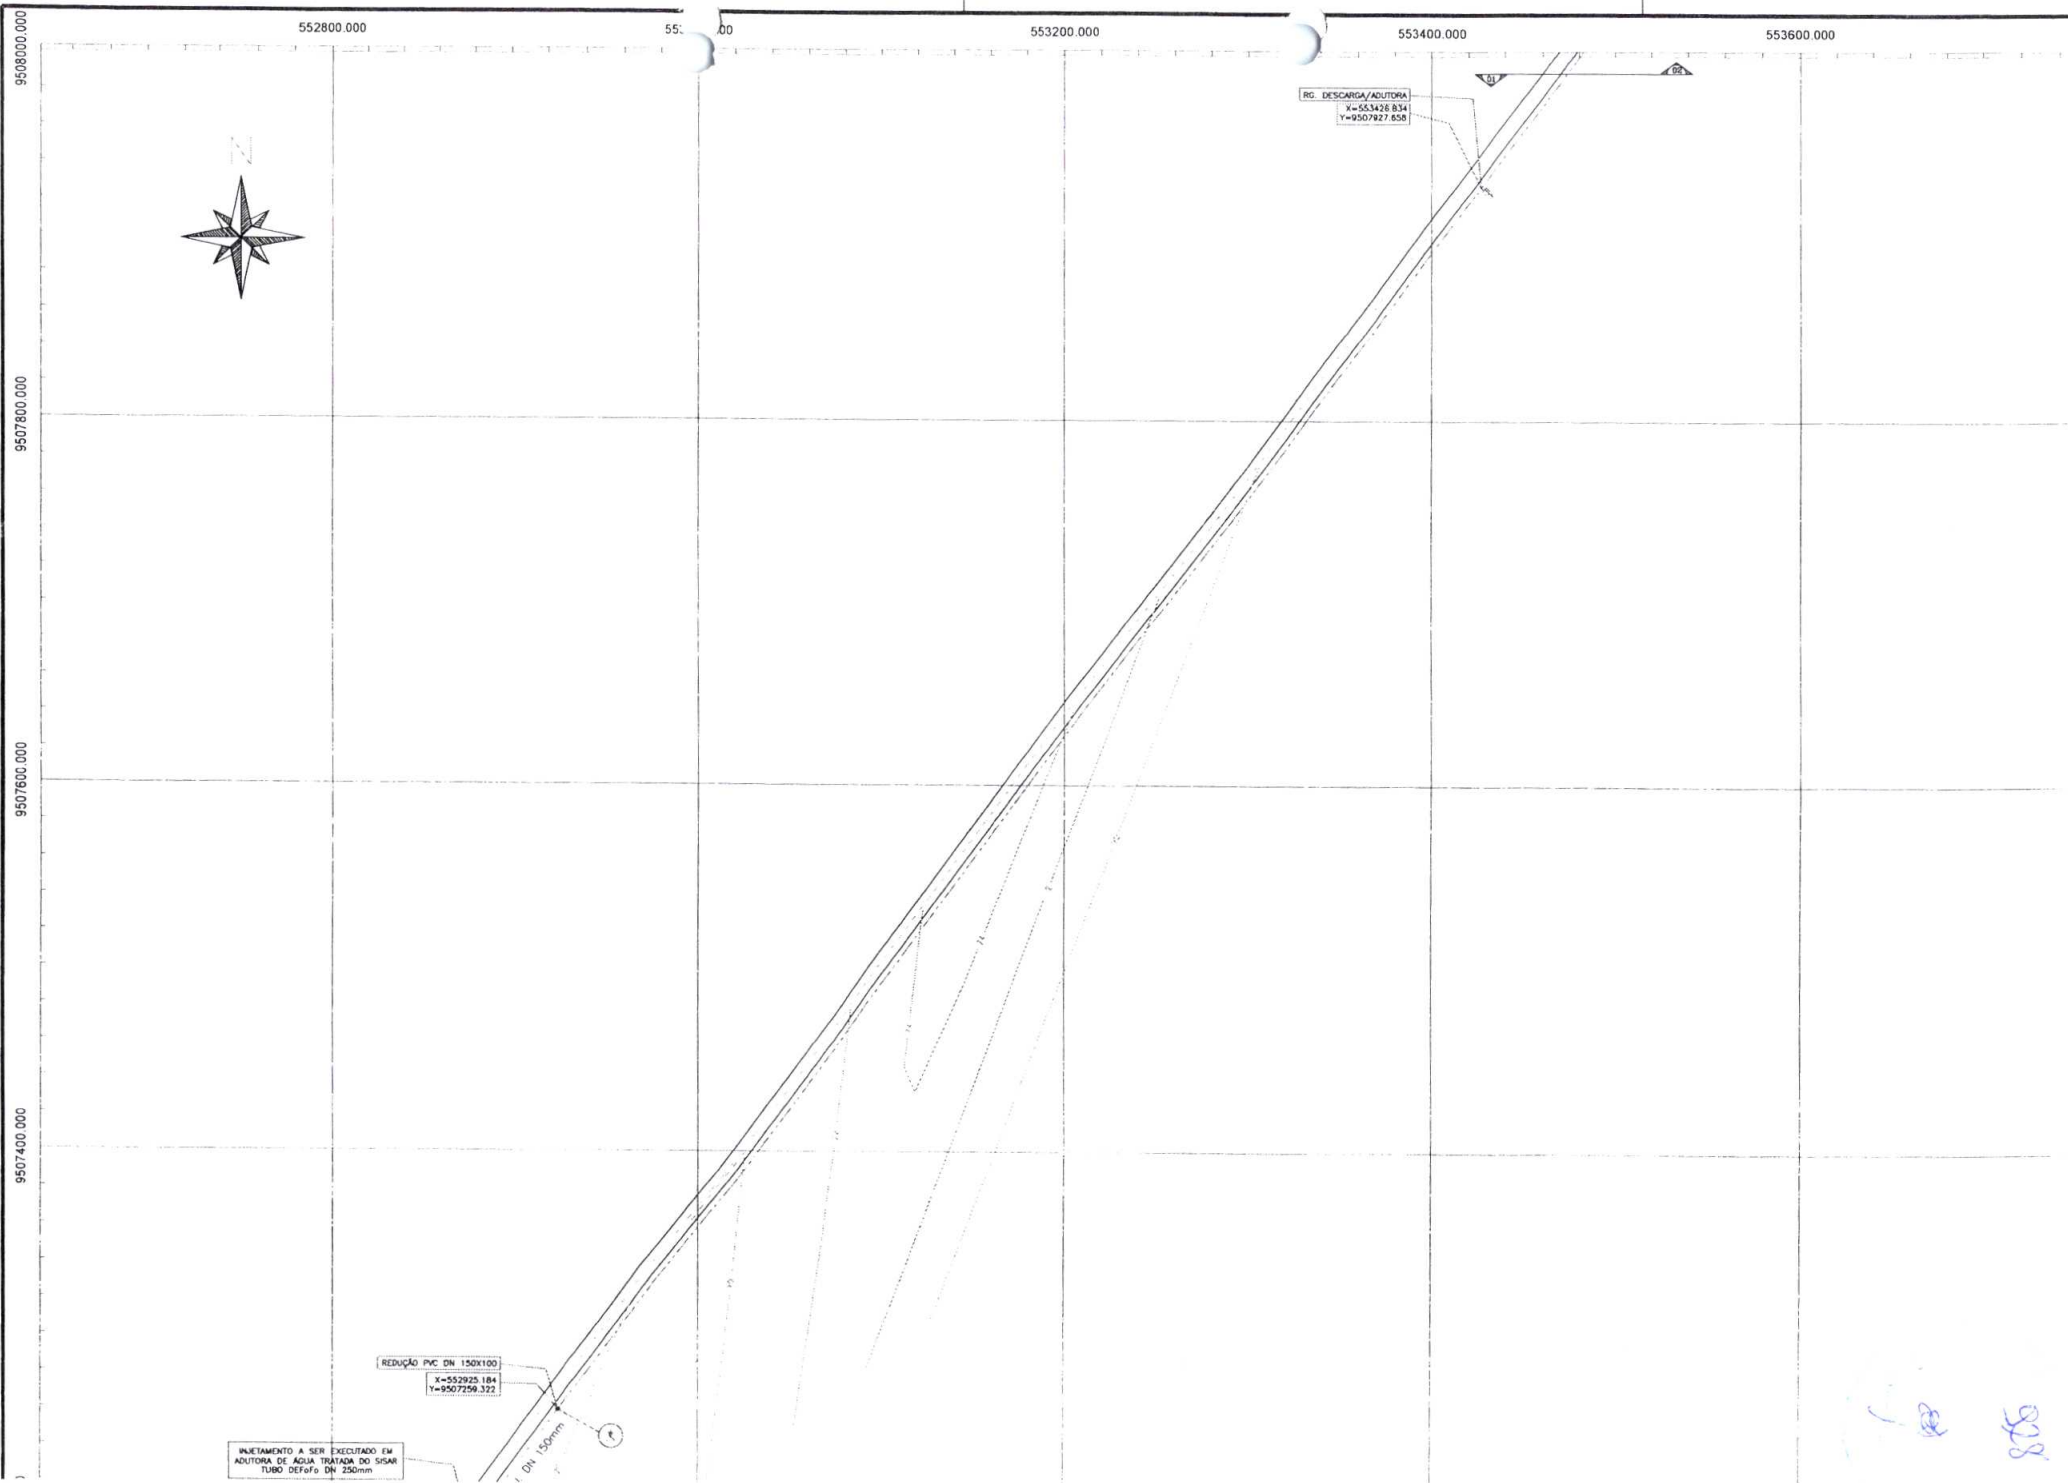 552800.000
553200.000
553400.000
553600.000
9508000.000
01
02
RG. DESCARGA/ADUTORA
X=553426.834
Y=9507927.658
N
9507800.000
9507600.000
9507400.000
REDUÇÃO PVC DN 150X100
X=552925.184
Y=9507259.322
DN 150mm
INJETAMENTO A SER EXECUTADO EM
ADUTORA DE ÁGUA TRATADA DO SISAR
TUBO DEFoFo DN 250mm